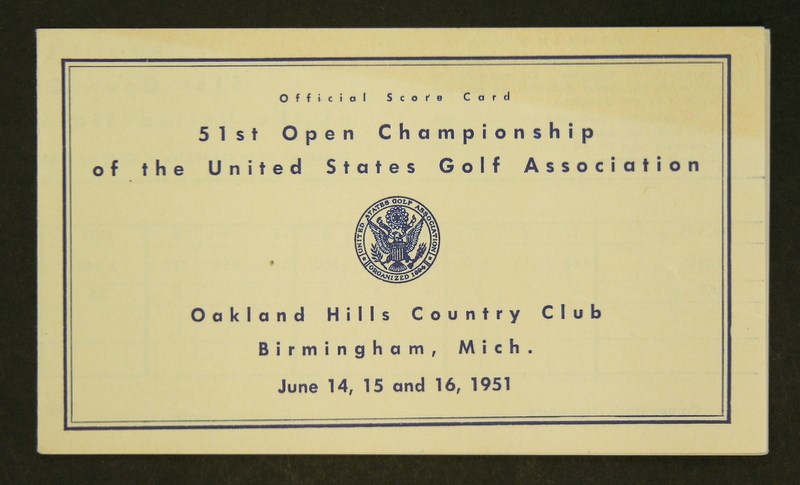 Official Score Card
51st Open Championship
of the United States Golf Association
UNITED STATES GOLF ASSOCIATION
ORGANIZED 1894
Oakland Hills Country Club
Birmingham, Mich.
June 14, 15 and 16, 1951